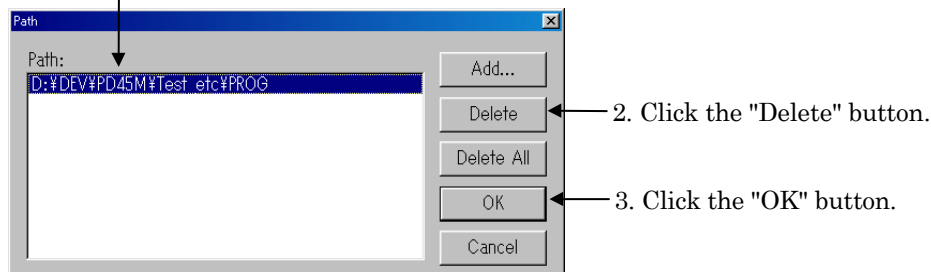 Path
Path:
D:¥DEV¥PD45M¥Test etc¥PROG
Add...
Delete
2. Click the "Delete" button.
Delete All
OK
3. Click the "OK" button.
Cancel